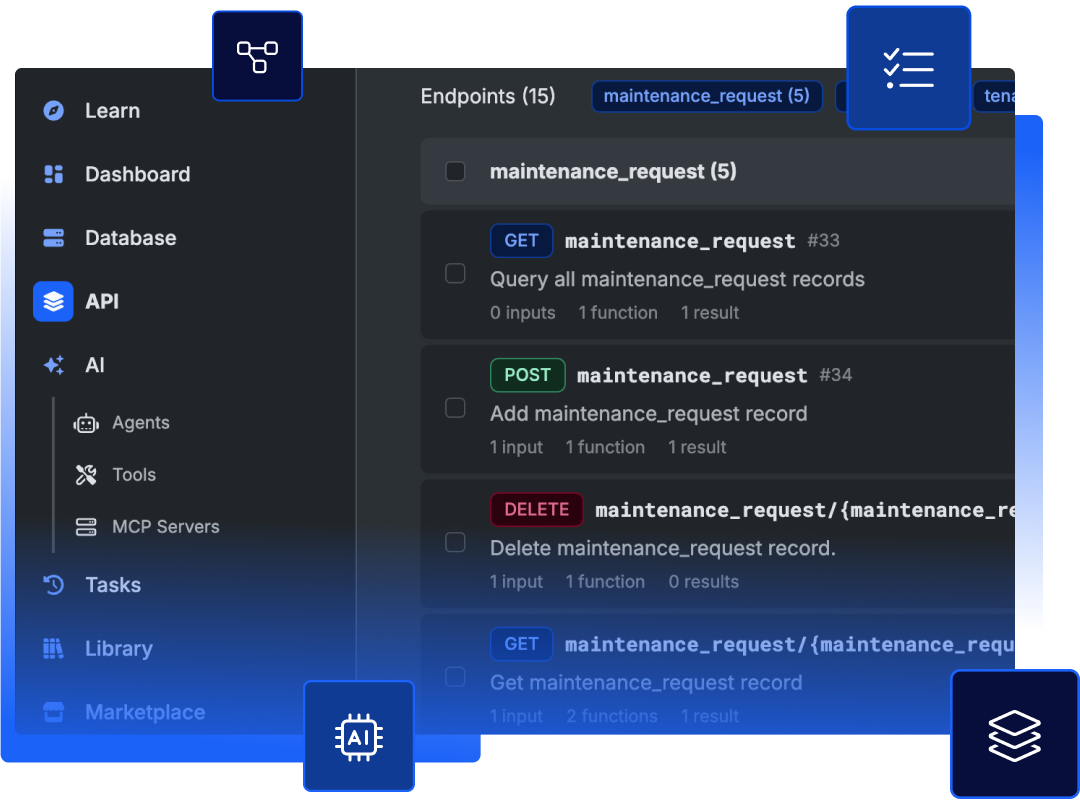 Learn
Dashboard
Database
API
AI
Agents
Tools
MCP Servers
Tasks
Library
Marketplace
Endpoints (15)
maintenance_request (5)
tena
maintenance_request (5)
GET maintenance_request #33
Query all maintenance_request records
0 inputs 1 function 1 result
POST maintenance_request #34
Add maintenance_request record
1 input 1 function 1 result
DELETE maintenance_request/{maintenance_re
Delete maintenance_request record.
1 input 1 function 0 results
GET maintenance_request/{maintenance_requ
Get maintenance_request record
1 input 2 functions 1 result
AI